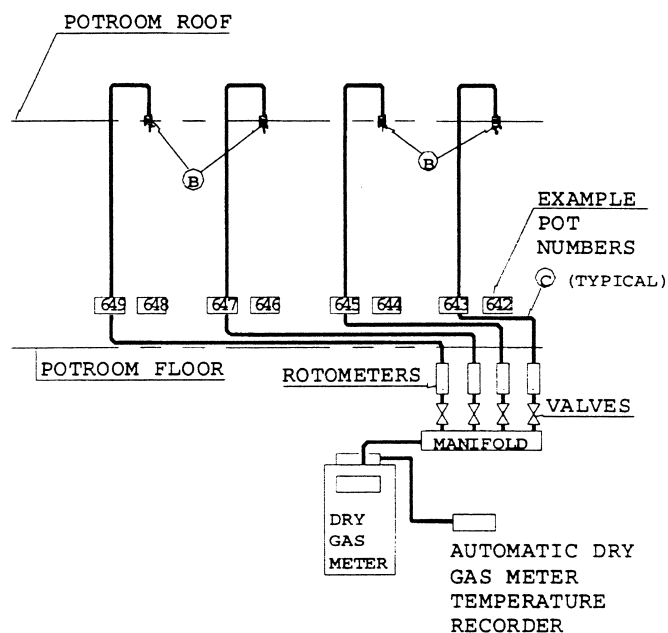 POTROOM ROOF
B
B
EXAMPLE
POT
NUMBERS
C (TYPICAL)
649 648 647 646 645 644 643 642
POTROOM FLOOR
ROTOMETERS
VALVES
MANIFOLD
DRY
GAS
METER
AUTOMATIC DRY
GAS METER
TEMPERATURE
RECORDER